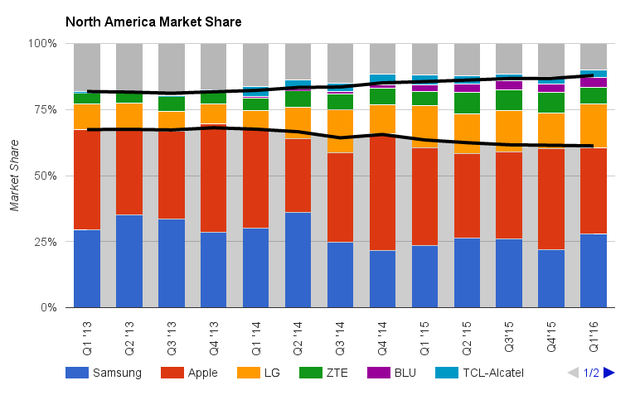 North America Market Share
100%
75%
50%
25%
0%
Market Share
Q1 '13
Q2 '13
Q3 '13
Q4 '13
Q1 '14
Q2 '14
Q3 '14
Q4 '14
Q1 '15
Q2 '15
Q3'15
Q4'15
Q1'16
Samsung
Apple
LG
ZTE
BLU
TCL-Alcatel
1/2